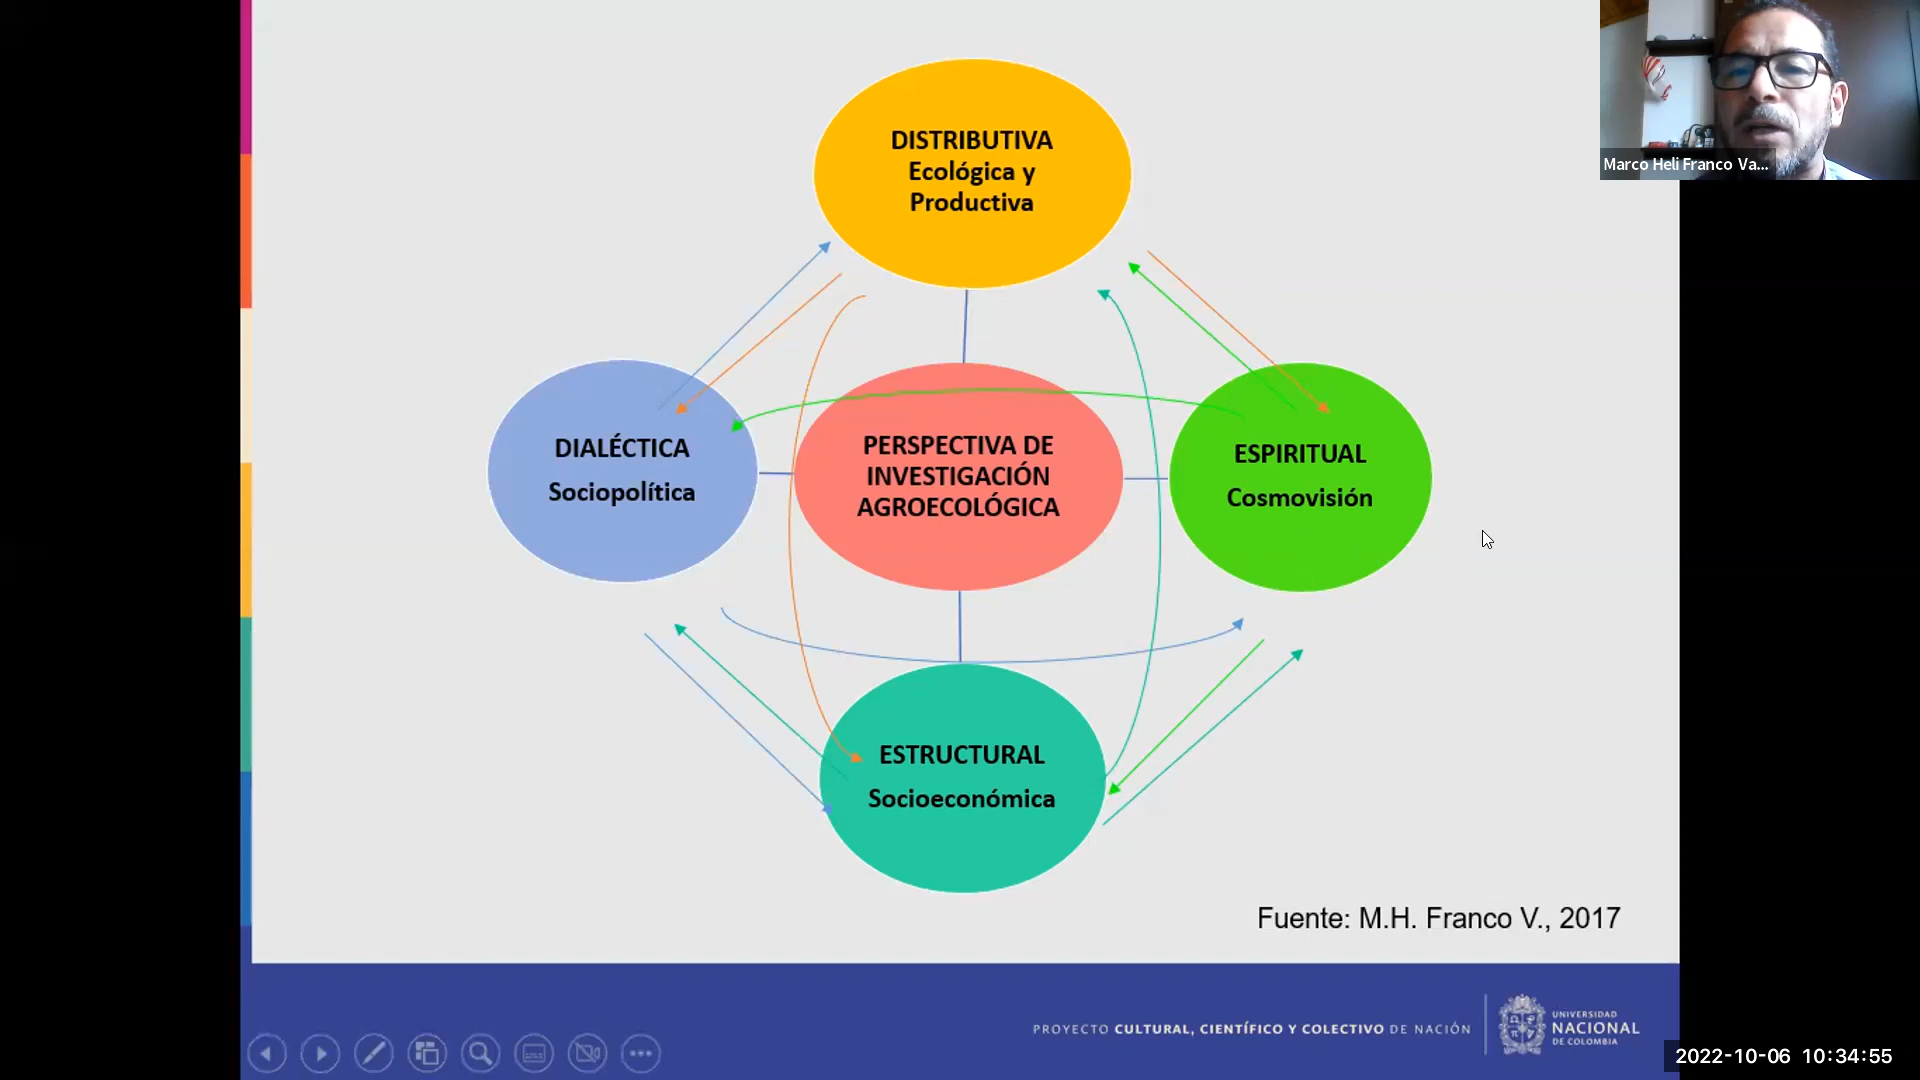 DISTRIBUTIVA
Ecológica y
Productiva
Marco Heli Franco Va...
DIALÉCTICA
Sociopolítica
PERSPECTIVA DE
INVESTIGACIÓN
AGROECOLÓGICA
ESPIRITUAL
Cosmovisión
ESTRUCTURAL
Socioeconómica
Fuente: M.H. Franco V., 2017
PROYECTO CULTURAL, CIENTÍFICO Y COLECTIVO DE NACIÓN
UNIVERSIDAD
NACIONAL
DE COLOMBIA
2022-10-06 10:34:55